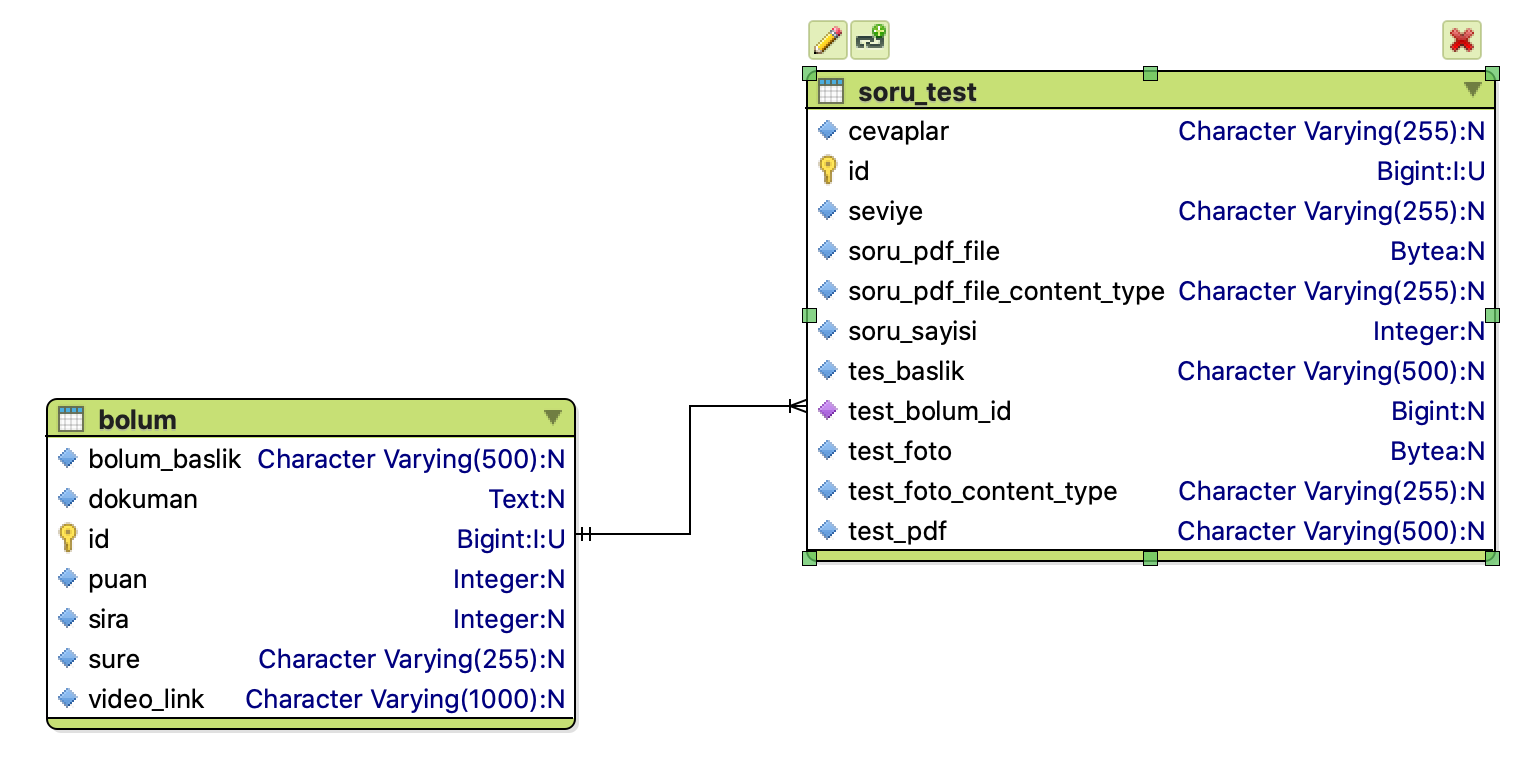 soru_test
cevaplar Character Varying(255):N
id Bigint:I:U
seviye Character Varying(255):N
soru_pdf_file Bytea:N
soru_pdf_file_content_type Character Varying(255):N
soru_sayisi Integer:N
tes_baslik Character Varying(500):N
test_bolum_id Bigint:N
test_foto Bytea:N
test_foto_content_type Character Varying(255):N
test_pdf Character Varying(500):N
bolum
bolum_baslik Character Varying(500):N
dokuman Text:N
id Bigint:I:U
puan Integer:N
sira Integer:N
sure Character Varying(255):N
video_link Character Varying(1000):N